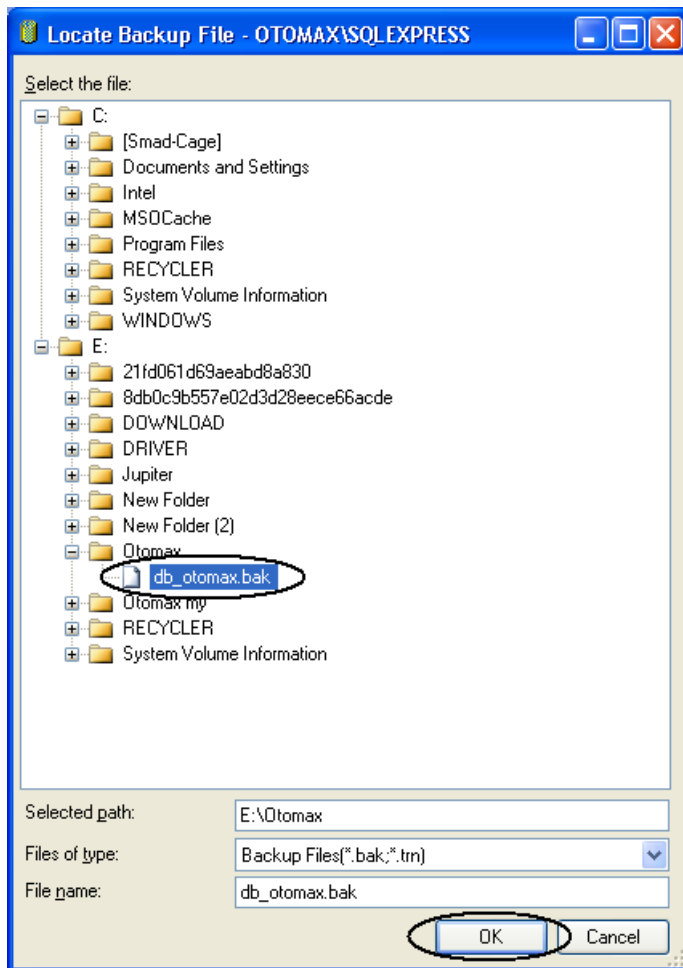 Locate Backup File - OTOMAX\SQLEXPRESS
Select the file:
C:
[Smad-Cage]
Documents and Settings
Intel
MSOCache
Program Files
RECYCLER
System Volume Information
WINDOWS
E:
21fd061d69aeabd8a830
8db0c9b557e02d3d28eece66acde
DOWNLOAD
DRIVER
Jupiter
New Folder
New Folder (2)
Otomax
db_otomax.bak
Otomax my
RECYCLER
System Volume Information
Selected path: E:\Otomax
Files of type: Backup Files(*.bak;*.trn)
File name: db_otomax.bak
OK Cancel